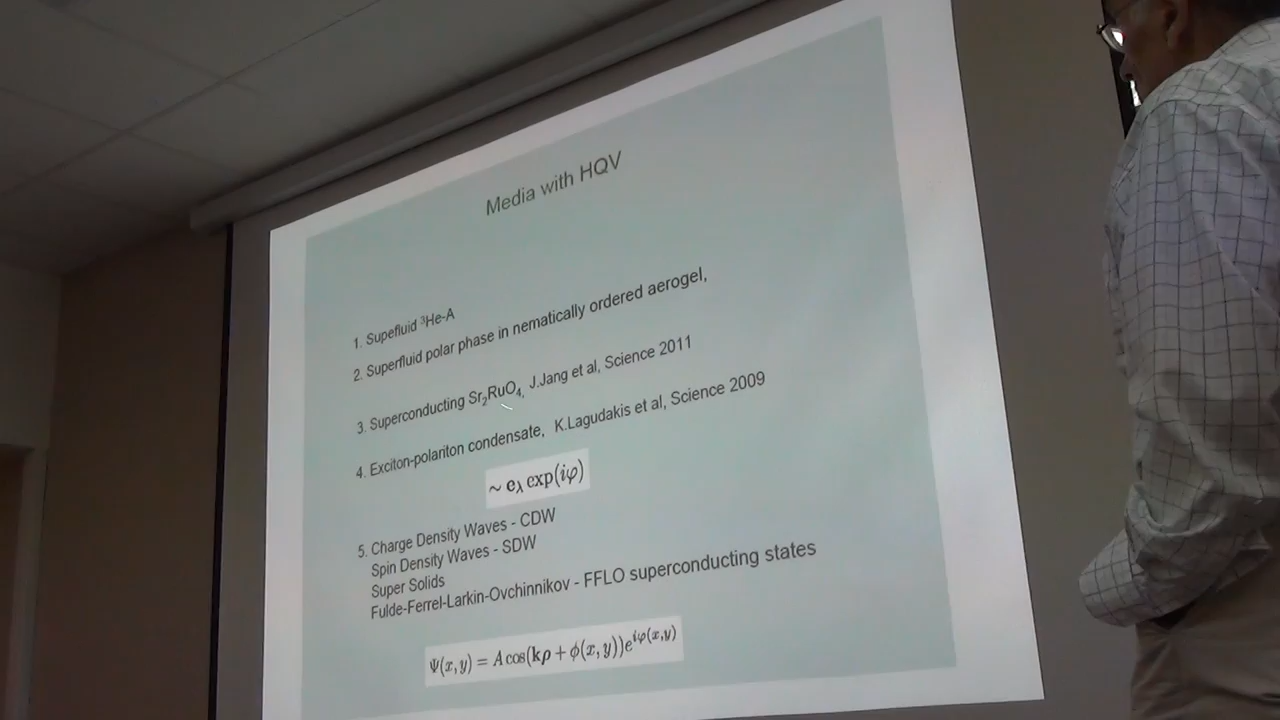 Media with HQV
1. Supefluid ³He-A
2. Superfluid polar phase in nematically ordered aerogel,
3. Superconducting Sr₂RuO₄, J.Jang et al, Science 2011
4. Exciton-polariton condensate, K.Lagudakis et al, Science 2009
~ e_λ exp(iφ)
5. Charge Density Waves - CDW
Spin Density Waves - SDW
Super Solids
Fulde-Ferrel-Larkin-Ovchinnikov - FFLO superconducting states
Ψ(x, y) = A cos(kρ + ϕ(x, y))e^{iφ(x,y)}